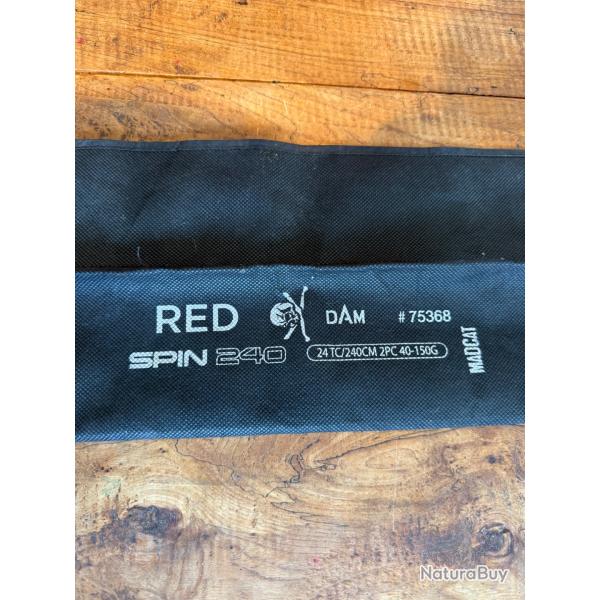 RED DAM #75368
SPIN 240 24 TC/240CM 2PC 40-150G
MADCAT
NaturaBuy